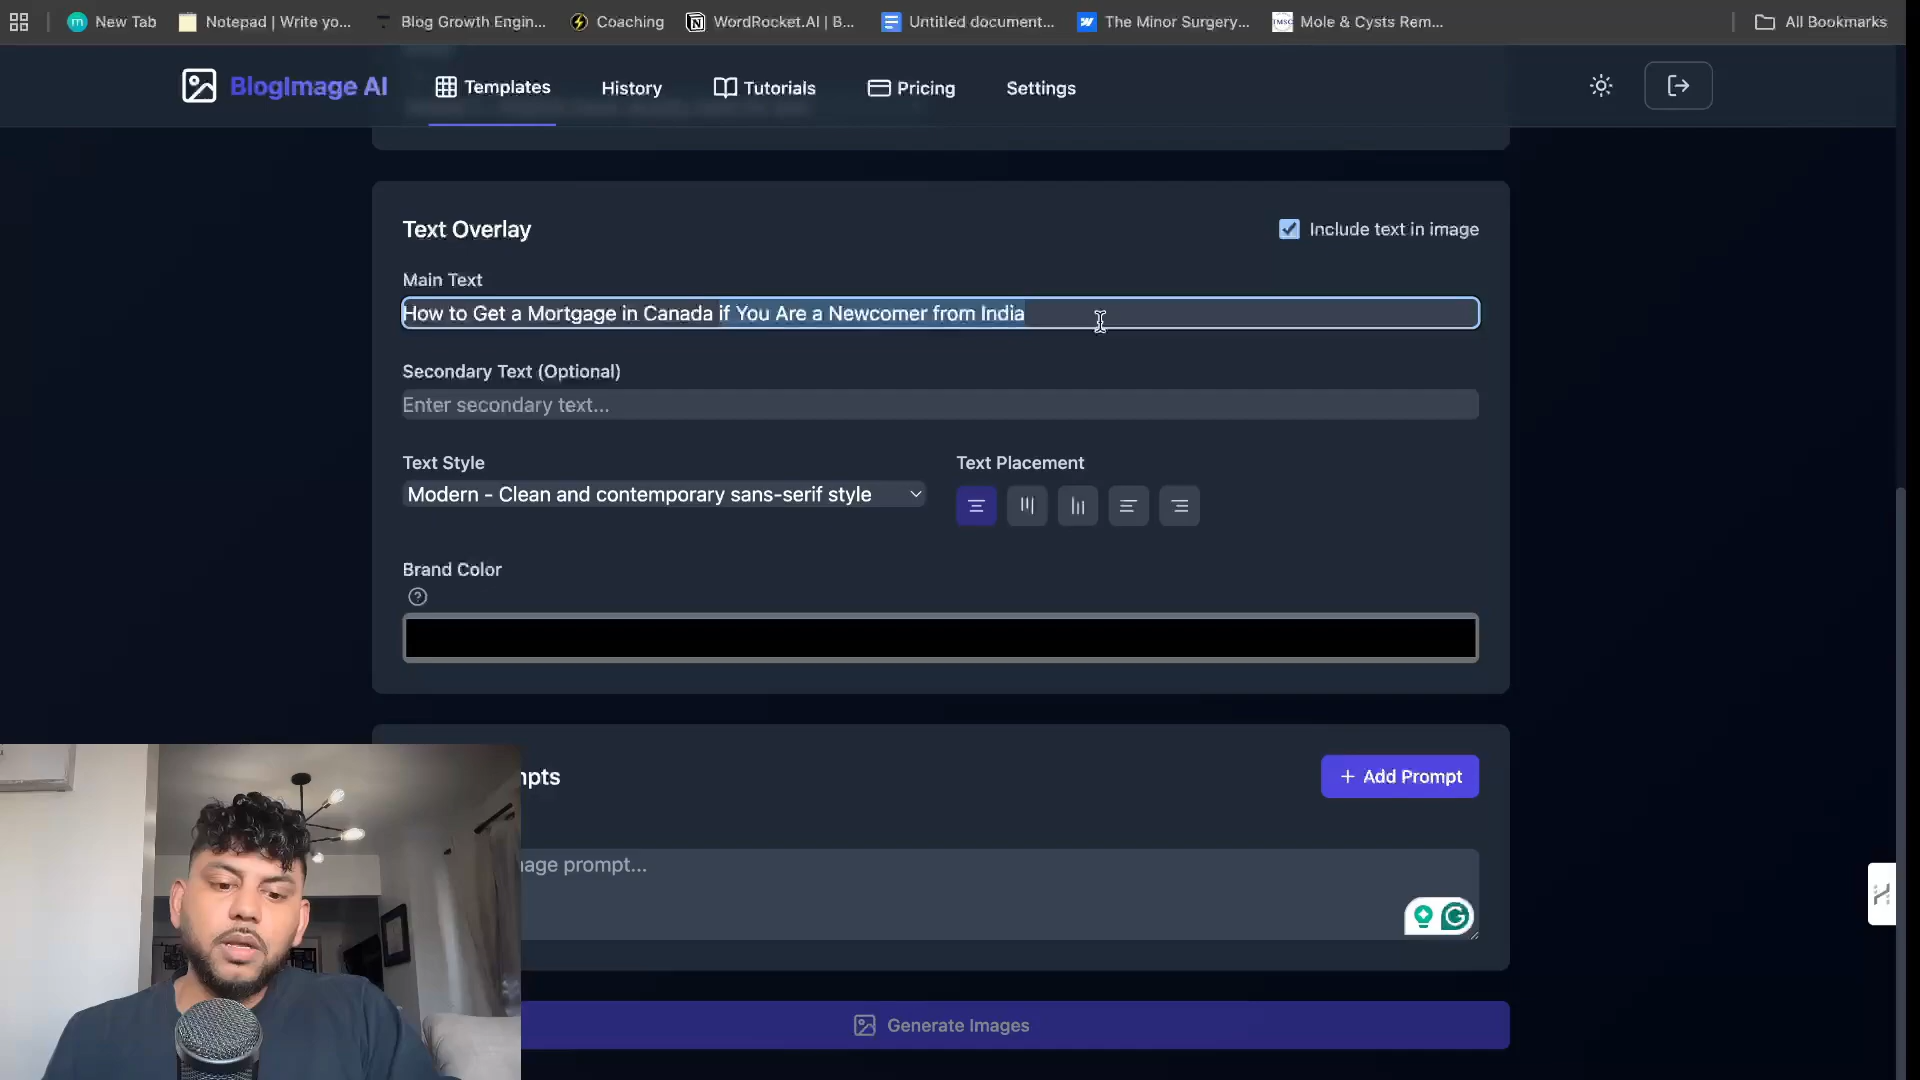 New Tab
Notepad | Write yo...
Blog Growth Engin...
Coaching
WordRocket.AI | B...
Untitled document...
The Minor Surgery...
Mole & Cysts Rem...
All Bookmarks
BlogImage AI
Templates
History
Tutorials
Pricing
Settings
Text Overlay
Include text in image
Main Text
How to Get a Mortgage in Canada if You Are a Newcomer from India
Secondary Text (Optional)
Enter secondary text...
Text Style
Text Placement
Modern - Clean and contemporary sans-serif style
Brand Color
mpts
+ Add Prompt
mage prompt...
Generate Images